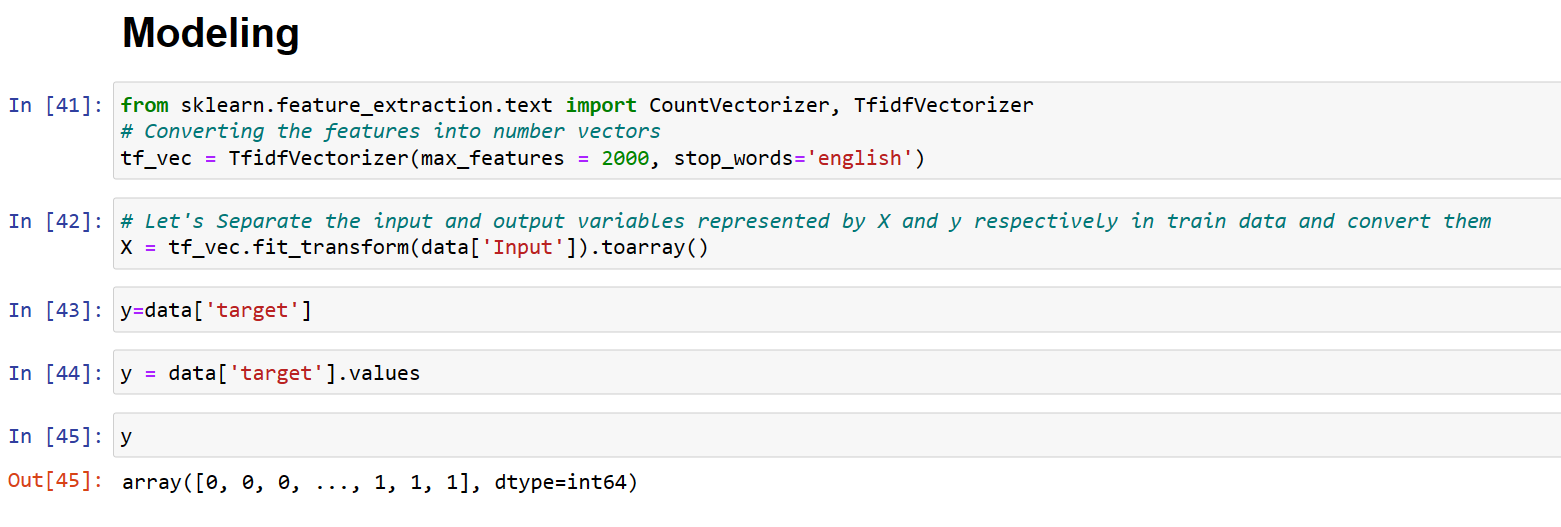 Modeling
In [41]: from sklearn.feature_extraction.text import CountVectorizer, TfidfVectorizer
# Converting the features into number vectors
tf_vec = TfidfVectorizer(max_features = 2000, stop_words='english')
In [42]: # Let's Separate the input and output variables represented by X and y respectively in train data and convert them
X = tf_vec.fit_transform(data['Input']).toarray()
In [43]: y=data['target']
In [44]: y = data['target'].values
In [45]: y
Out[45]: array([0, 0, 0, ..., 1, 1, 1], dtype=int64)